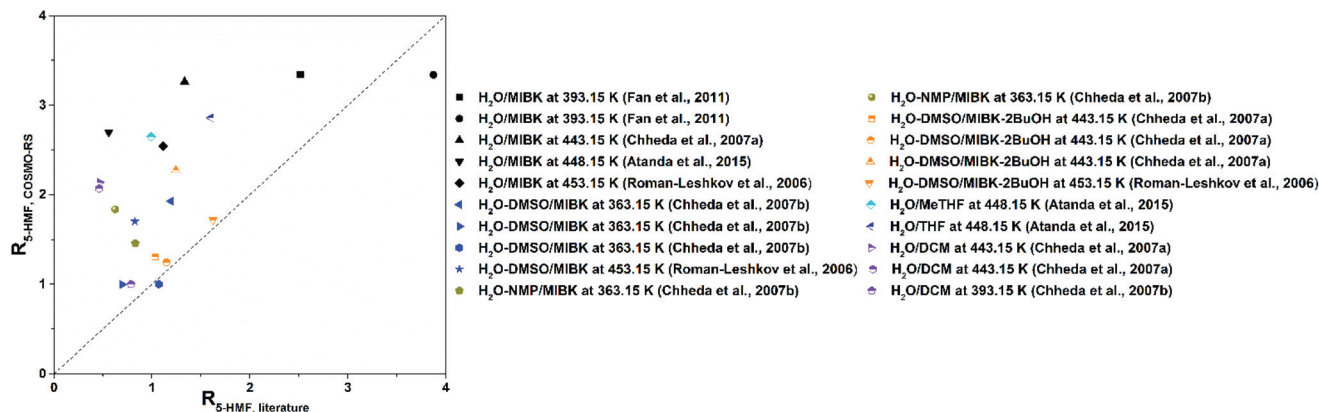 4
3
2
1
0
R5-HMF, COSMO-RS
0 1 2 3 4
R5-HMF, literature
H2O/MIBK at 393.15 K (Fan et al., 2011)
H2O/MIBK at 393.15 K (Fan et al., 2011)
H2O/MIBK at 443.15 K (Chheda et al., 2007a)
H2O/MIBK at 448.15 K (Atanda et al., 2015)
H2O/MIBK at 453.15 K (Roman-Leshkov et al., 2006)
H2O-DMSO/MIBK at 363.15 K (Chheda et al., 2007b)
H2O-DMSO/MIBK at 363.15 K (Chheda et al., 2007b)
H2O-DMSO/MIBK at 363.15 K (Chheda et al., 2007b)
H2O-DMSO/MIBK at 453.15 K (Roman-Leshkov et al., 2006)
H2O-NMP/MIBK at 363.15 K (Chheda et al., 2007b)
H2O-NMP/MIBK at 363.15 K (Chheda et al., 2007b)
H2O-DMSO/MIBK-2BuOH at 443.15 K (Chheda et al., 2007a)
H2O-DMSO/MIBK-2BuOH at 443.15 K (Chheda et al., 2007a)
H2O-DMSO/MIBK-2BuOH at 443.15 K (Chheda et al., 2007a)
H2O-DMSO/MIBK-2BuOH at 453.15 K (Roman-Leshkov et al., 2006)
H2O/MeTHF at 448.15 K (Atanda et al., 2015)
H2O/THF at 448.15 K (Atanda et al., 2015)
H2O/DCM at 443.15 K (Chheda et al., 2007a)
H2O/DCM at 443.15 K (Chheda et al., 2007a)
H2O/DCM at 393.15 K (Chheda et al., 2007b)